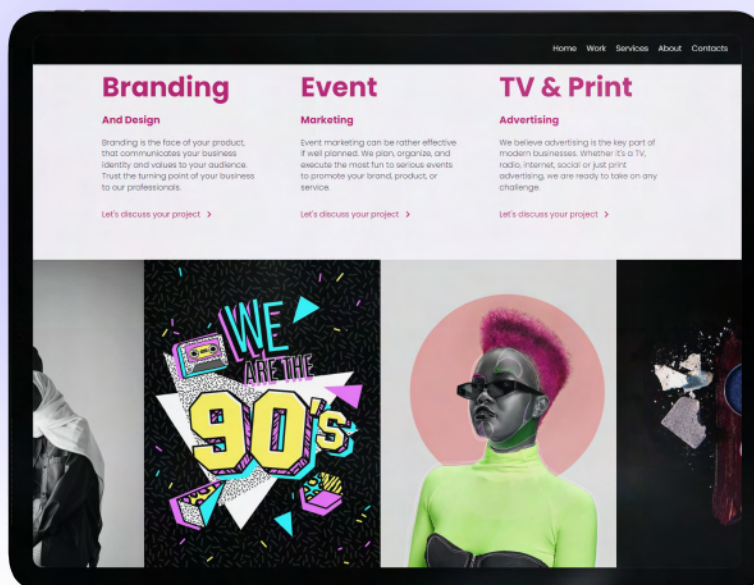 Home Work Services About Contacts
Branding
And Design
Branding is the face of your product,
that communicates your business
identity and values to your audience.
Trust the turning point of your business
to our professionals.
Let's discuss your project
Event
Marketing
Event marketing can be rather effective
if well planned. We plan, organize, and
execute the most fun to serious events
to promote your brand, product, or
service.
Let's discuss your project
TV & Print
Advertising
We believe advertising is the key part of
modern businesses. Whether it's a TV,
radio, internet, social or just print
advertising, we are ready to take on any
challenge.
Let's discuss your project
WE
ARE THE
90's